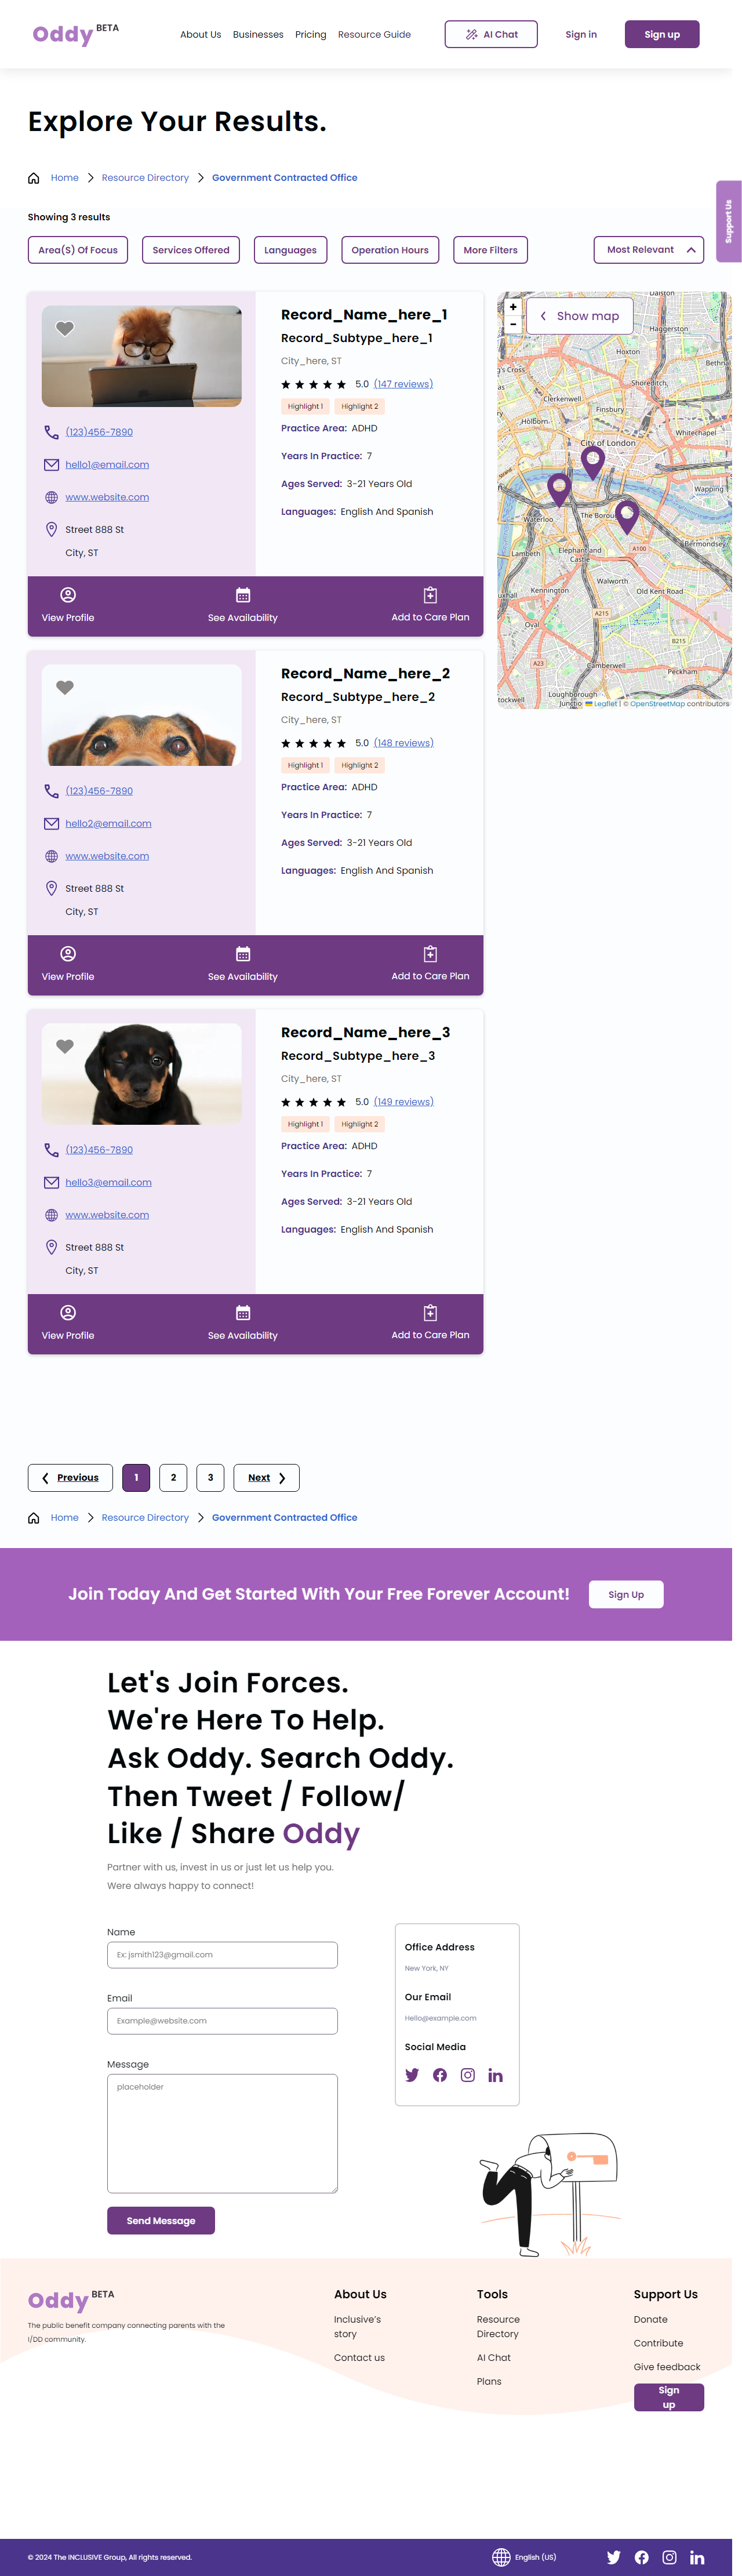 Oddy BETA
About Us Businesses Pricing Resource Guide AI Chat Sign in Sign up
Explore Your Results.
Home Resource Directory Government Contracted Office
Support Us
Showing 3 results
Area(S) Of Focus Services Offered Languages Operation Hours More Filters Most Relevant
Record_Name_here_1
Record_Subtype_here_1
City_here, ST
5.0 (147 reviews)
Highlight 1 Highlight 2
Practice Area: ADHD
Years In Practice: 7
Ages Served: 3-21 Years Old
Languages: English And Spanish
(123)456-7890
hello1@email.com
www.website.com
Street 888 St
City, ST
View Profile See Availability Add to Care Plan
+
-
Show map
Dalston
Haggerston
Hoxton
Bethnal
Shoreditch
Clerkenwell
Finsbury
Holborn
Whitechapel
City of London
Wapping
Waterloo
The Borough
Bermondsey
A100
Lambeth
Elephant and
Castle
Walworth
Kennington
Old Kent Road
A215
Oval
B215
A23
Camberwell
Peckham
Loughborough
Junctio
Leaflet | © OpenStreetMap contributors
Record_Name_here_2
Record_Subtype_here_2
City_here, ST
5.0 (148 reviews)
Highlight 1 Highlight 2
Practice Area: ADHD
Years In Practice: 7
Ages Served: 3-21 Years Old
Languages: English And Spanish
(123)456-7890
hello2@email.com
www.website.com
Street 888 St
City, ST
View Profile See Availability Add to Care Plan
Record_Name_here_3
Record_Subtype_here_3
City_here, ST
5.0 (149 reviews)
Highlight 1 Highlight 2
Practice Area: ADHD
Years In Practice: 7
Ages Served: 3-21 Years Old
Languages: English And Spanish
(123)456-7890
hello3@email.com
www.website.com
Street 888 St
City, ST
View Profile See Availability Add to Care Plan
Previous 1 2 3 Next
Home Resource Directory Government Contracted Office
Join Today And Get Started With Your Free Forever Account! Sign Up
Let's Join Forces.
We're Here To Help.
Ask Oddy. Search Oddy.
Then Tweet / Follow/
Like / Share Oddy
Partner with us, invest in us or just let us help you.
Were always happy to connect!
Name
Ex: jsmith123@gmail.com
Email
Example@website.com
Message
placeholder
Send Message
Office Address
New York, NY
Our Email
Hello@example.com
Social Media
Oddy BETA
The public benefit company connecting parents with the
I/DD community.
About Us
Inclusive's
story
Contact us
Tools
Resource
Directory
AI Chat
Plans
Support Us
Donate
Contribute
Give feedback
Sign
up
© 2024 The INCLUSIVE Group, All rights reserved. English (US)